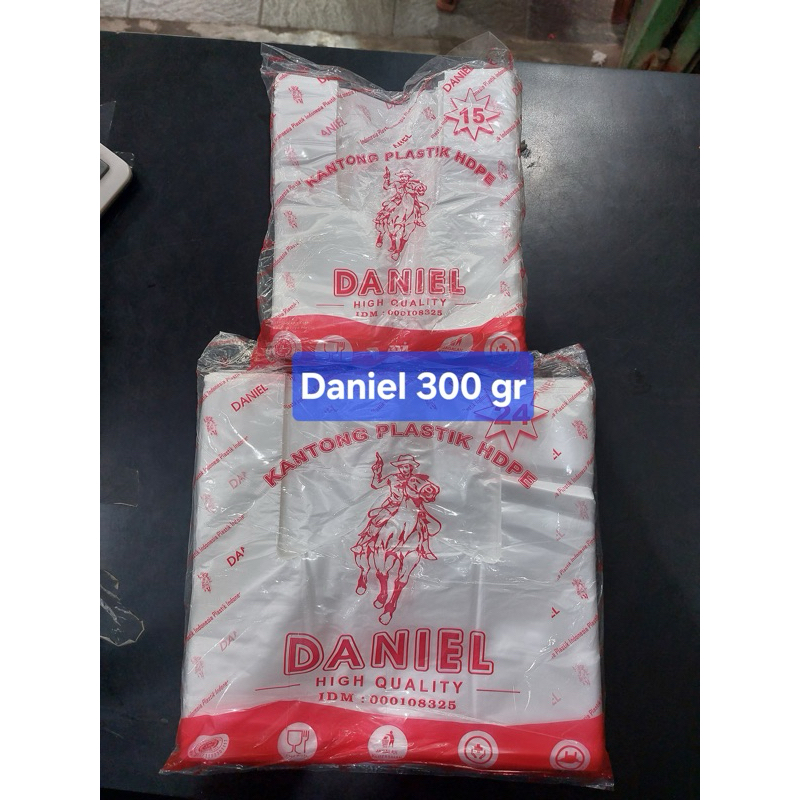 DANIEL
15
KANTONG PLASTIK HDPE
DANIEL
HIGH QUALITY
IDM : 000108325
Daniel 300 gr
DANIEL
24
KANTONG PLASTIK HDPE
DANIEL
HIGH QUALITY
IDM : 000108325